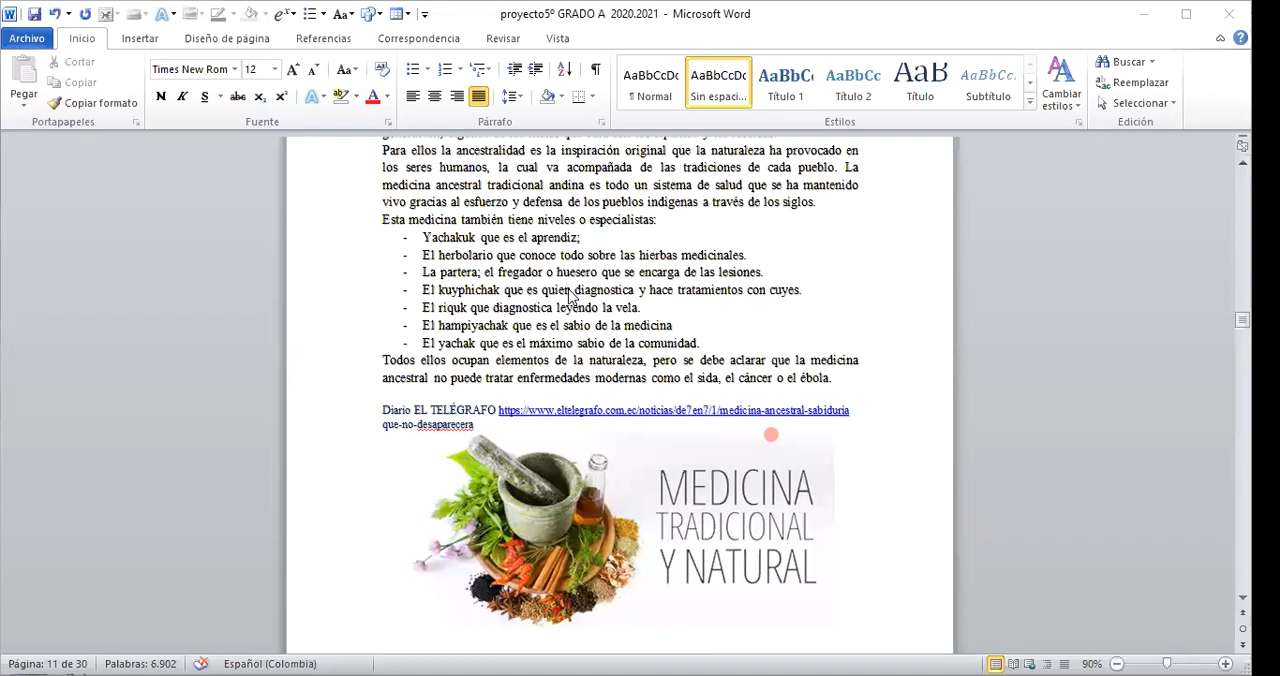 proyecto5º GRADO A 2020.2021 - Microsoft Word
Archivo Inicio Insertar Diseño de página Referencias Correspondencia Revisar Vista
Pegar Cortar
Copiar
Copiar formato
Times New Rom 12 Aa
N K S abc x₂ x² A A
AaBbCcDc AaBbCcDc AaBbC( AaBbCc AaB AaBbCc.
¶ Normal Sin espaci... Título 1 Título 2 Título Subtítulo
Cambiar estilos
Buscar
Reemplazar
Seleccionar
Portapapeles Fuente Párrafo Estilos Edición
Para ellos la ancestralidad es la inspiración original que la naturaleza ha provocado en
los seres humanos, la cual va acompañada de las tradiciones de cada pueblo. La
medicina ancestral tradicional andina es todo un sistema de salud que se ha mantenido
vivo gracias al esfuerzo y defensa de los pueblos indígenas a través de los siglos.
Esta medicina también tiene niveles o especialistas:
- Yachakuk que es el aprendiz;
- El herbolario que conoce todo sobre las hierbas medicinales.
- La partera; el fregador o huesero que se encarga de las lesiones.
- El kuyphichak que es quien diagnostica y hace tratamientos con cuyes.
- El riquk que diagnostica leyendo la vela.
- El hampiyachak que es el sabio de la medicina
- El yachak que es el máximo sabio de la comunidad.
Todos ellos ocupan elementos de la naturaleza, pero se debe aclarar que la medicina
ancestral no puede tratar enfermedades modernas como el sida, el cáncer o el ébola.
Diario EL TELÉGRAFO https://www.eltelegrafo.com.ec/noticias/de7en7/1/medicina-ancestral-sabiduria
que-no-desaparecera
MEDICINA
TRADICIONAL
Y NATURAL
Página: 11 de 30 Palabras: 6.902 Español (Colombia) 90%